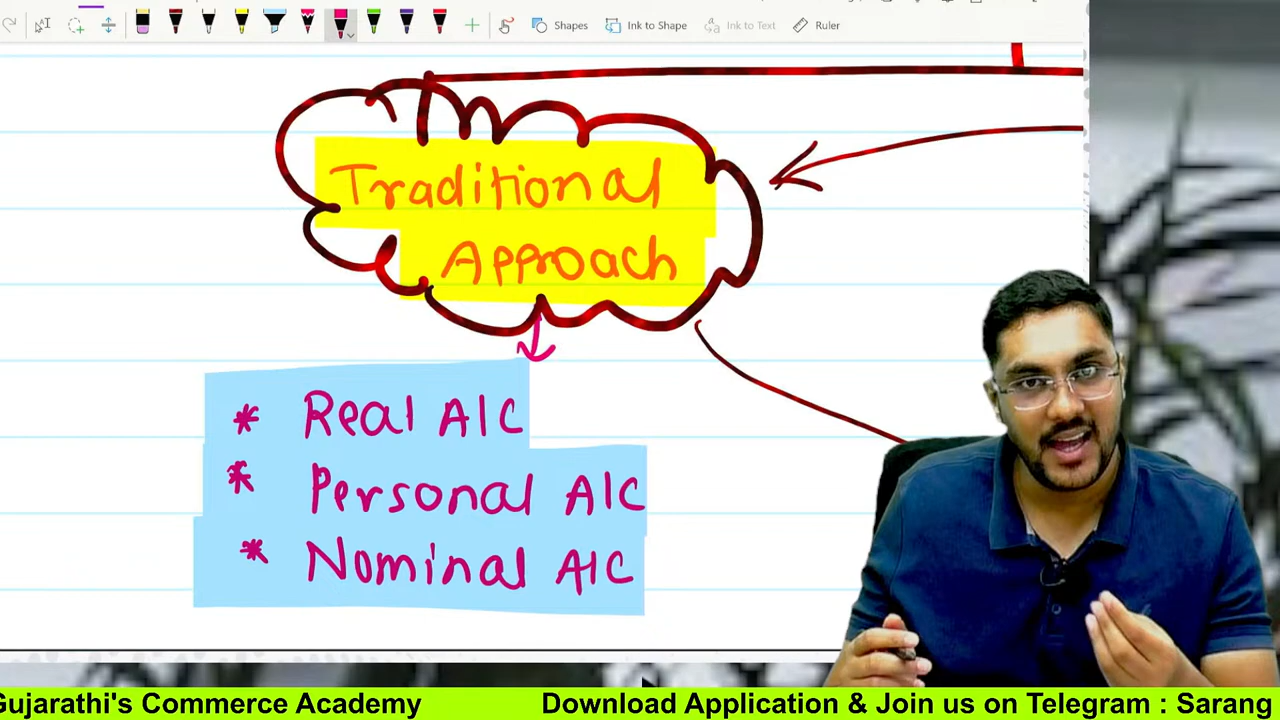 Shapes Ink to Shape Ink to Text Ruler
Traditional
Approach
* Real A/C
* Personal A/C
* Nominal A/C
Gujarathi's Commerce Academy Download Application & Join us on Telegram : Sarang